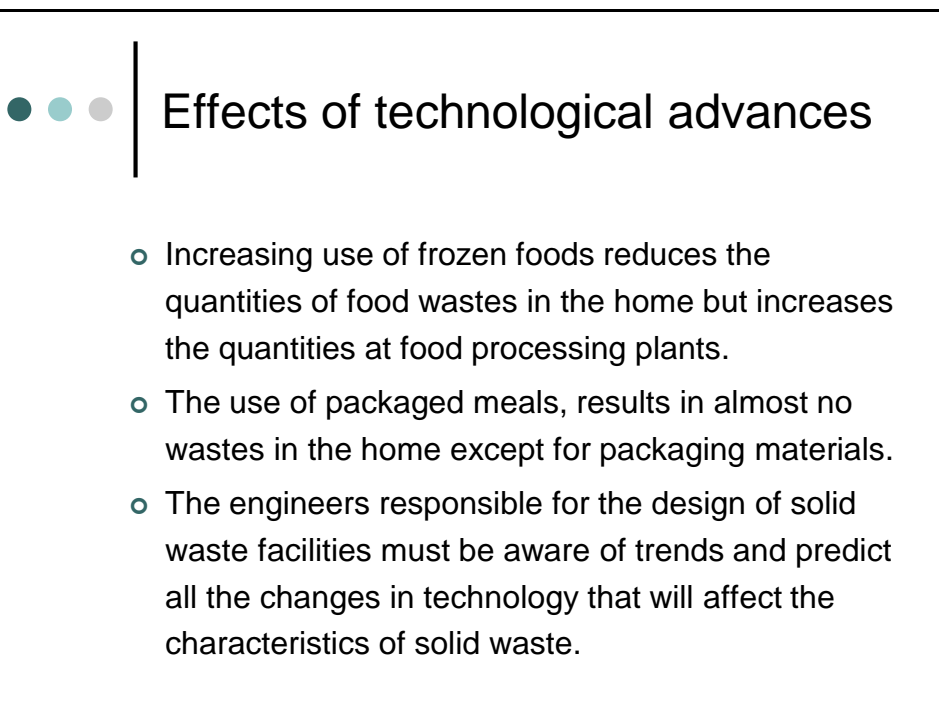 Effects of technological advances
Increasing use of frozen foods reduces the
quantities of food wastes in the home but increases
the quantities at food processing plants.
The use of packaged meals, results in almost no
wastes in the home except for packaging materials.
The engineers responsible for the design of solid
waste facilities must be aware of trends and predict
all the changes in technology that will affect the
characteristics of solid waste.